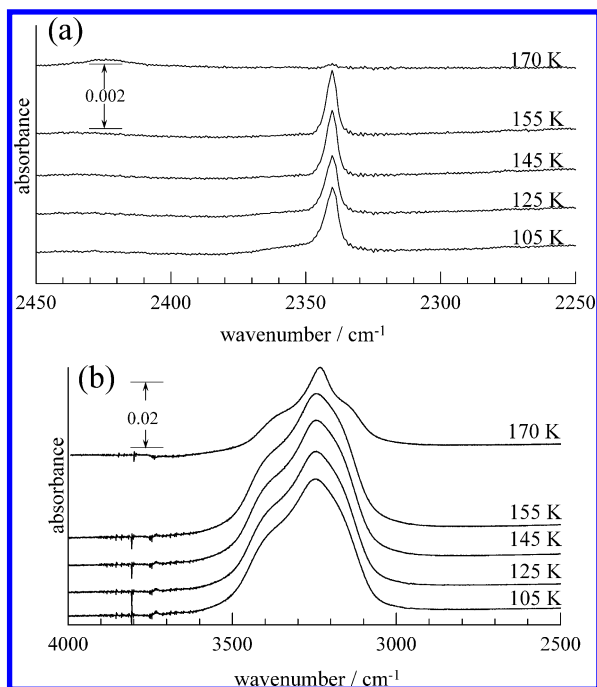 (a)
170 K
0.002
155 K
145 K
125 K
105 K
absorbance
2450
2400
2350
2300
2250
wavenumber / cm-1
(b)
0.02
170 K
155 K
145 K
125 K
105 K
absorbance
4000
3500
3000
2500
wavenumber / cm-1